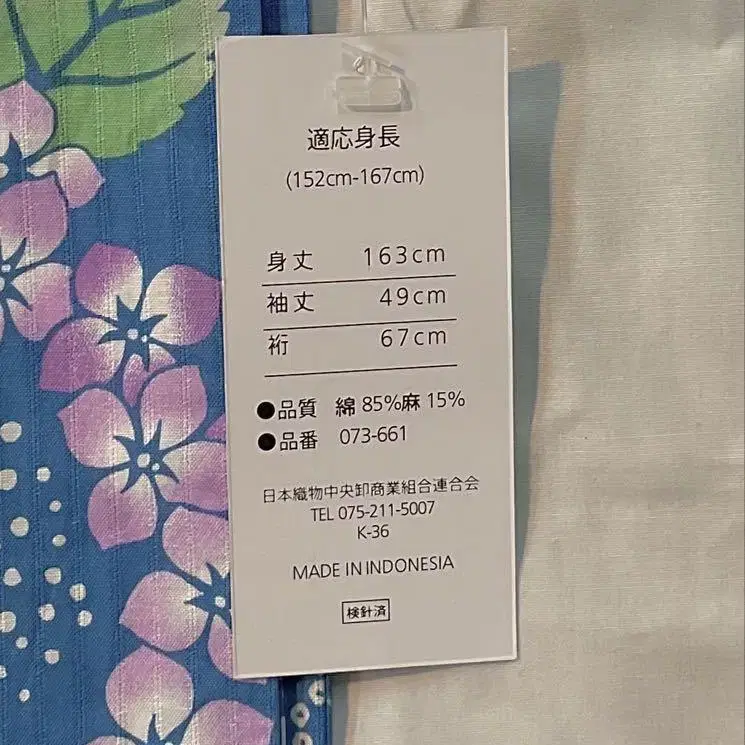 適応身長
(152cm-167cm)
身丈 163cm
袖丈 49cm
裄 67cm
●品質 綿 85%麻 15%
●品番 073-661
日本織物中央卸商業組合連合会
TEL 075-211-5007
K-36
MADE IN INDONESIA
検針済